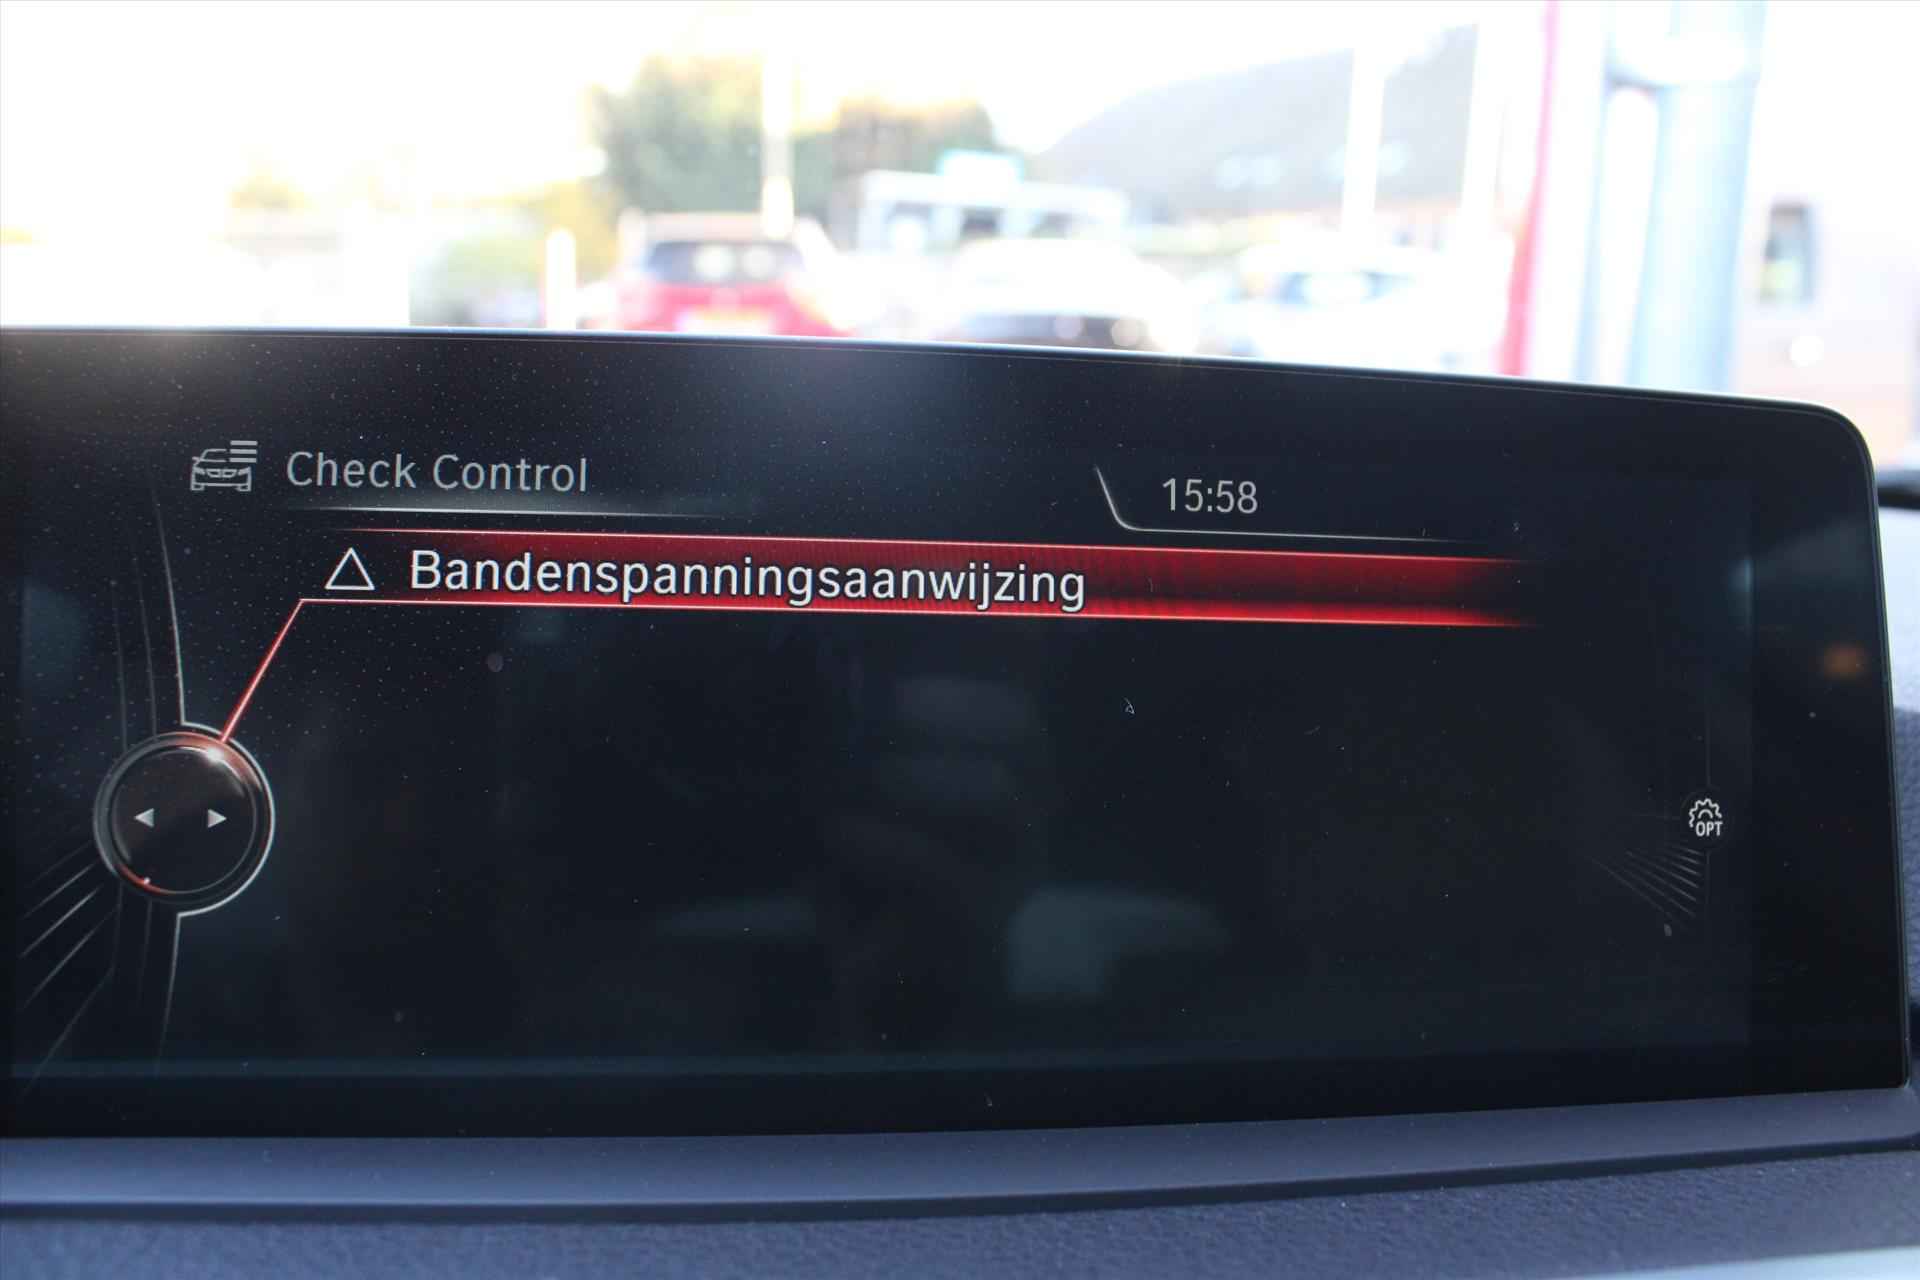 Check Control
15:58
Bandenspanningsaanwijzing
OPT